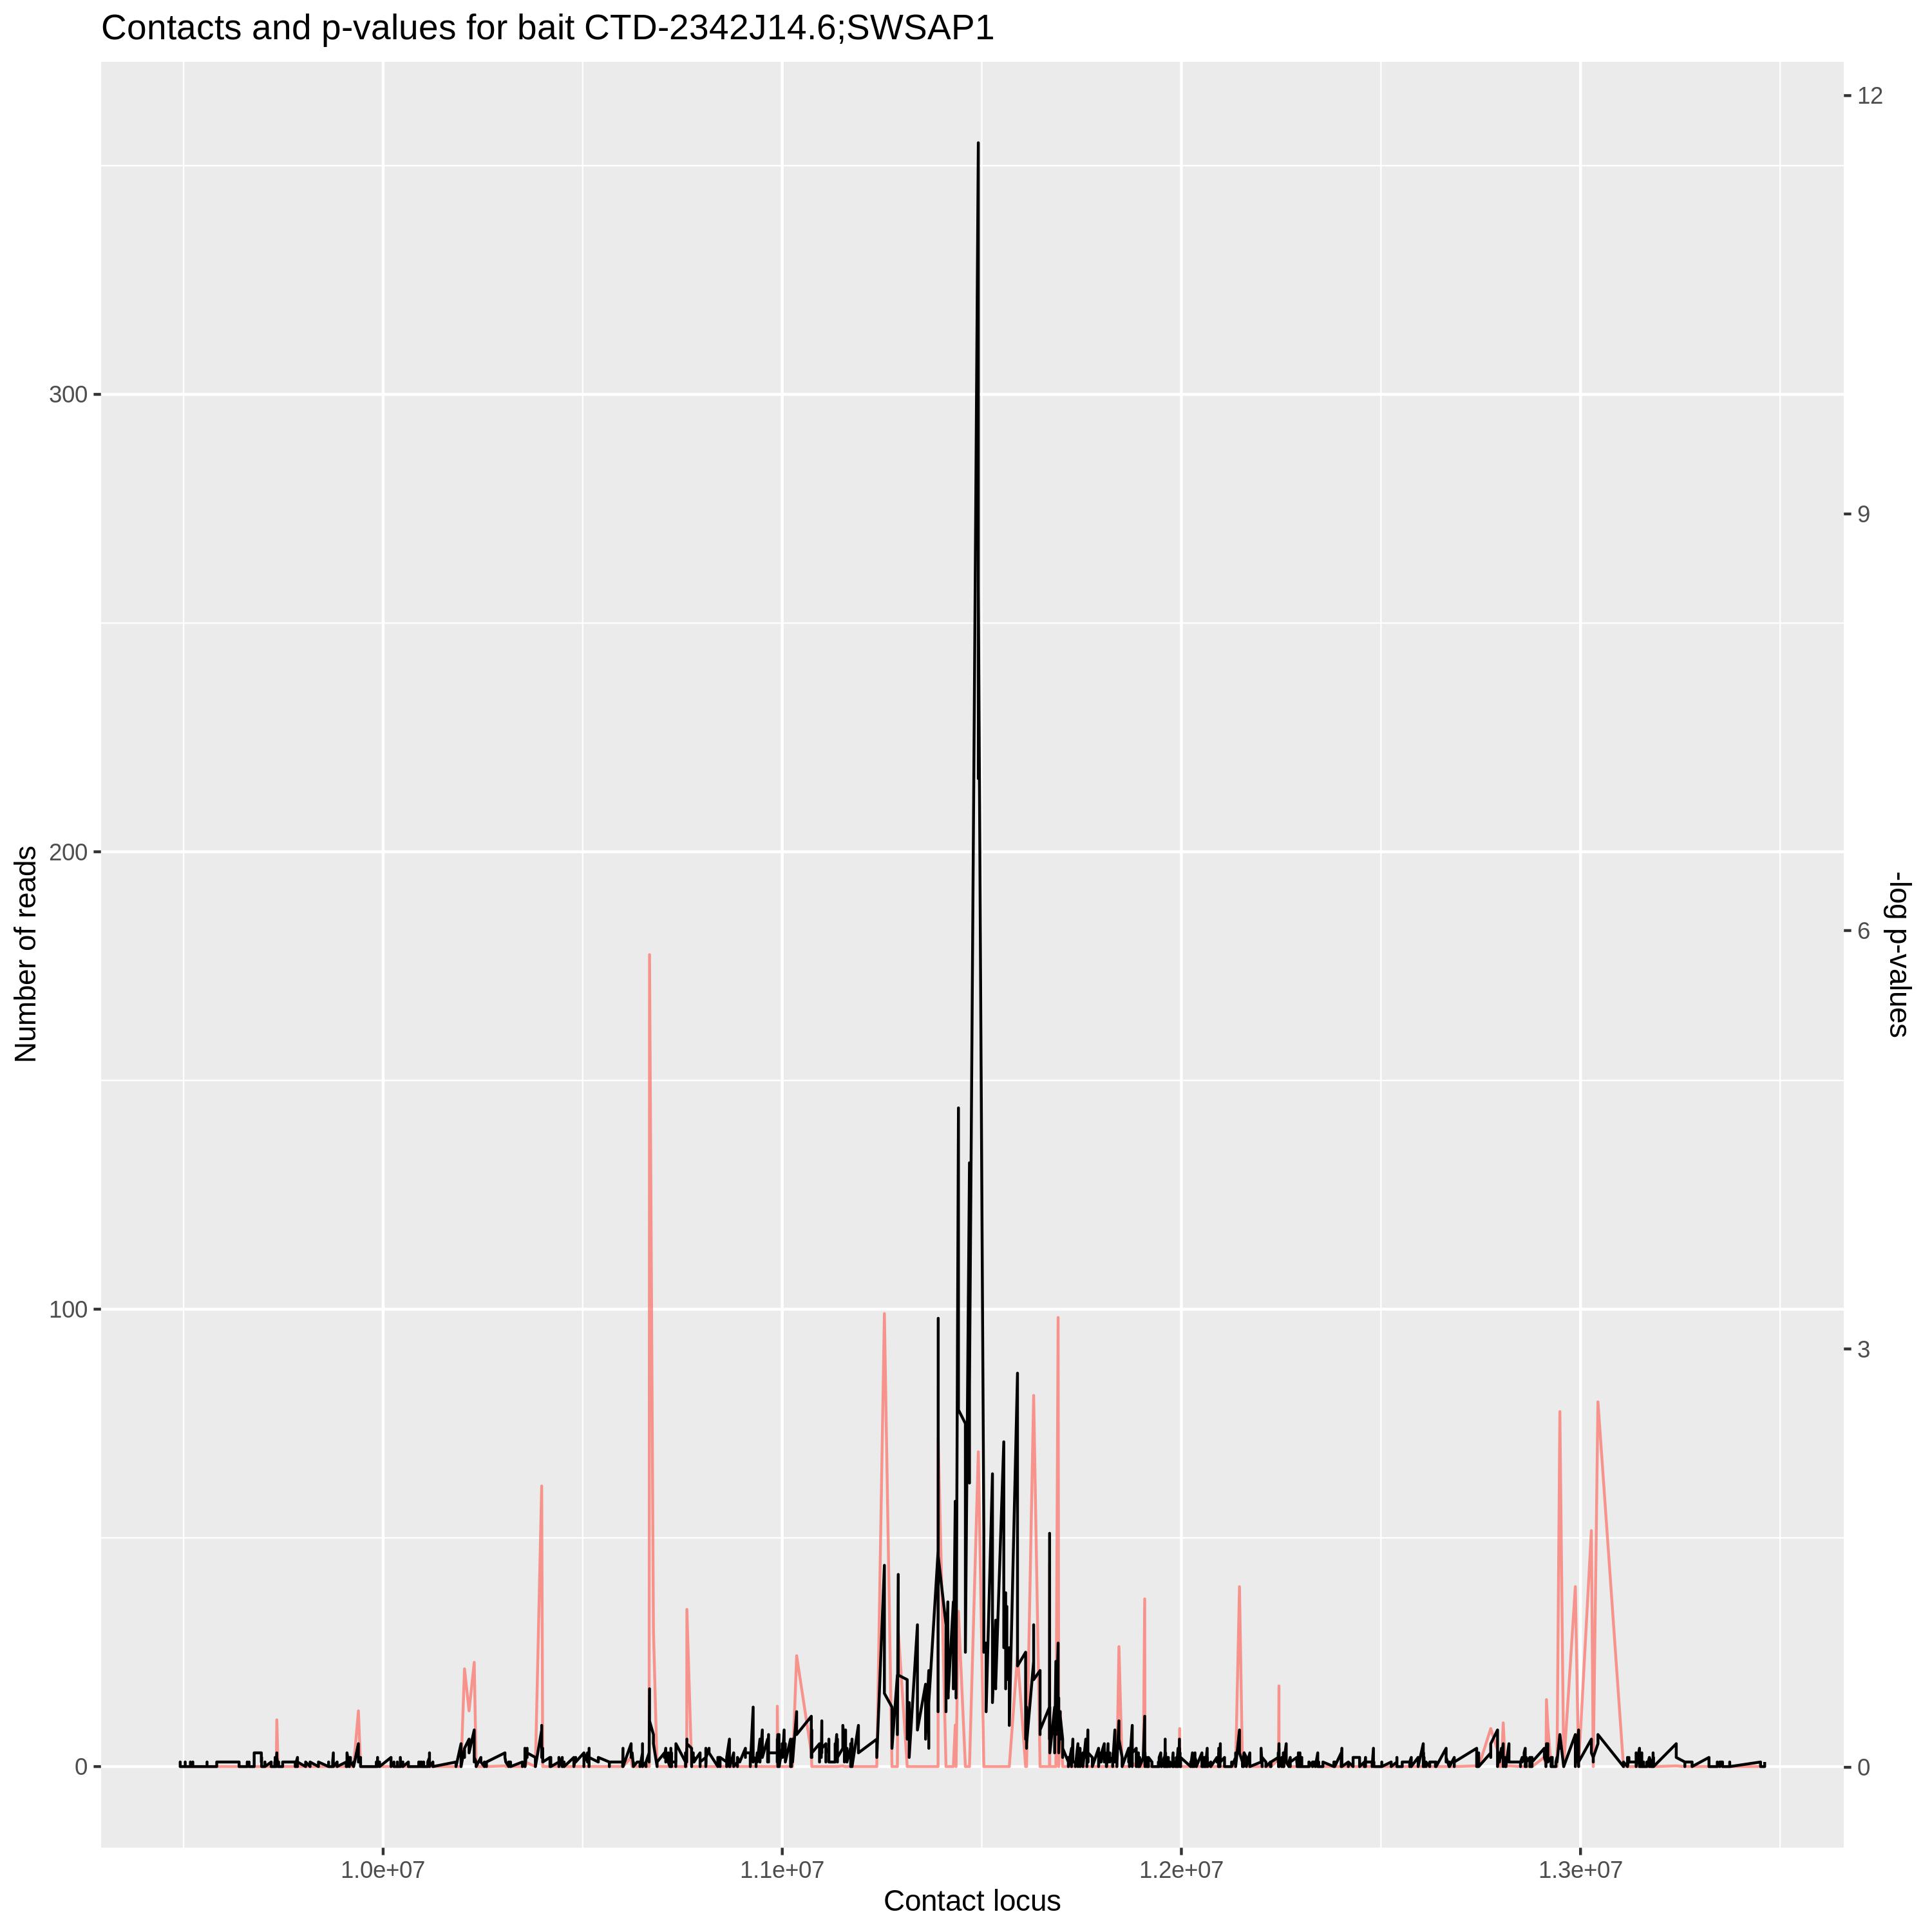 Contacts and p-values for bait CTD-2342J14.6;SWSAP1
12
9
6
3
0
-log p-values
300
200
100
0
Number of reads
1.0e+07
1.1e+07
1.2e+07
1.3e+07
Contact locus